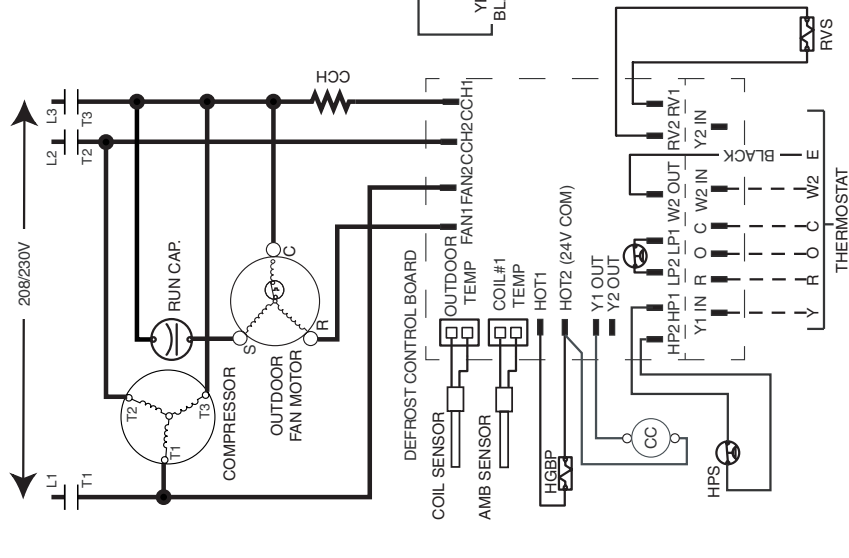 208/230V
L3
T3
L2
T2
L1
T1
CCH
RUN CAP.
C
S
R
OUTDOOR
FAN MOTOR
T2
T3
T1
COMPRESSOR
DEFROST CONTROL BOARD
FAN1 FAN2 CCH2 CCH1
OUTDOOR
TEMP
COIL#1
TEMP
HOT1
HOT2 (24V COM)
Y1 OUT
Y2 OUT
COIL SENSOR
AMB SENSOR
HGBP
CC
HPS
HP2 HP1 LP2 LP1 W2 OUT RV2 RV1
Y1 IN R O C W2 IN Y2 IN
BLACK
Y R O C W2 E
THERMOSTAT
RVS
BL